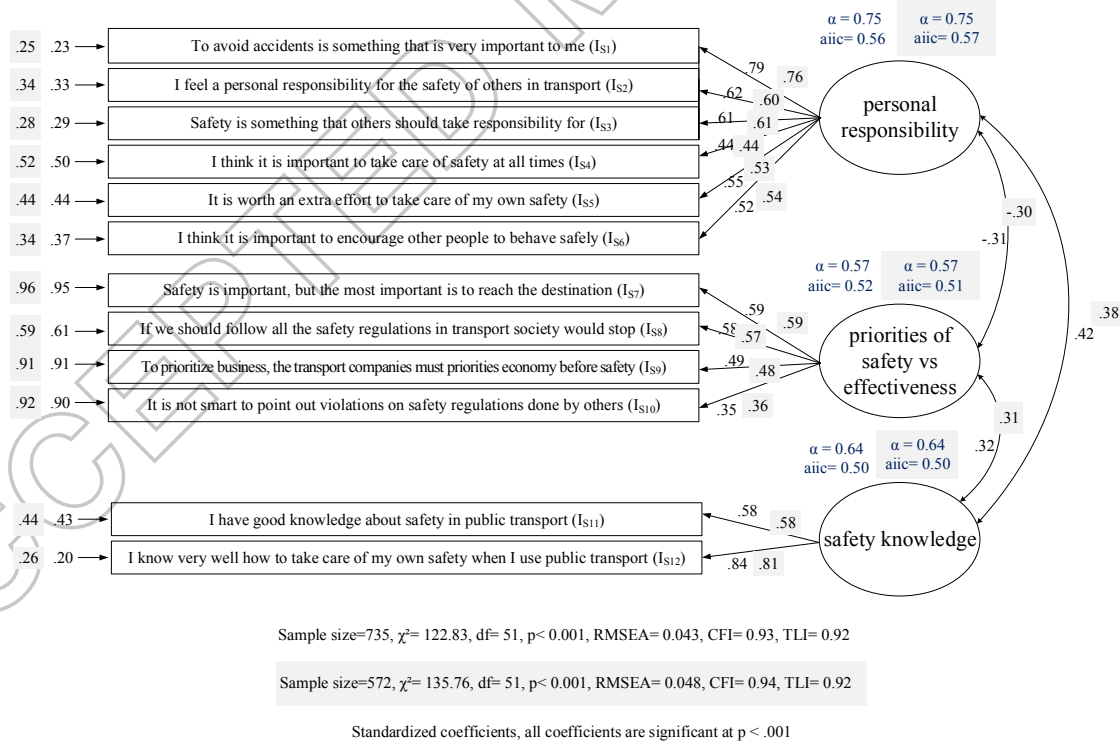 α = 0.75 α = 0.75
aiic= 0.56 aiic= 0.57
.25 .23 To avoid accidents is something that is very important to me (I_S1)
.79 .76
.34 .33 I feel a personal responsibility for the safety of others in transport (I_S2)
.62 .60
personal
responsibility
.28 .29 Safety is something that others should take responsibility for (I_S3)
.61 .61
.52 .50 I think it is important to take care of safety at all times (I_S4)
.44 .44
.53
.44 .44 It is worth an extra effort to take care of my own safety (I_S5)
.55 .54
.52
.34 .37 I think it is important to encourage other people to behave safely (I_S6)
-.30
-.31
α = 0.57 α = 0.57
aiic= 0.52 aiic= 0.51
.96 .95 Safety is important, but the most important is to reach the destination (I_S7)
.59 .59
.38
.42
.59 .61 If we should follow all the safety regulations in transport society would stop (I_S8)
.58 .57
priorities of
safety vs
effectiveness
.91 .91 To prioritize business, the transport companies must priorities economy before safety (I_S9)
.49 .48
.92 .90 It is not smart to point out violations on safety regulations done by others (I_S10)
.35 .36
.31
.32
α = 0.64 α = 0.64
aiic= 0.50 aiic= 0.50
.44 .43 I have good knowledge about safety in public transport (I_S11)
.58 .58
safety knowledge
.26 .20 I know very well how to take care of my own safety when I use public transport (I_S12)
.84 .81
Sample size=735, χ²= 122.83, df= 51, p< 0.001, RMSEA= 0.043, CFI= 0.93, TLI= 0.92
Sample size=572, χ²= 135.76, df= 51, p< 0.001, RMSEA= 0.048, CFI= 0.94, TLI= 0.92
Standardized coefficients, all coefficients are significant at p < .001
CCEPTED M